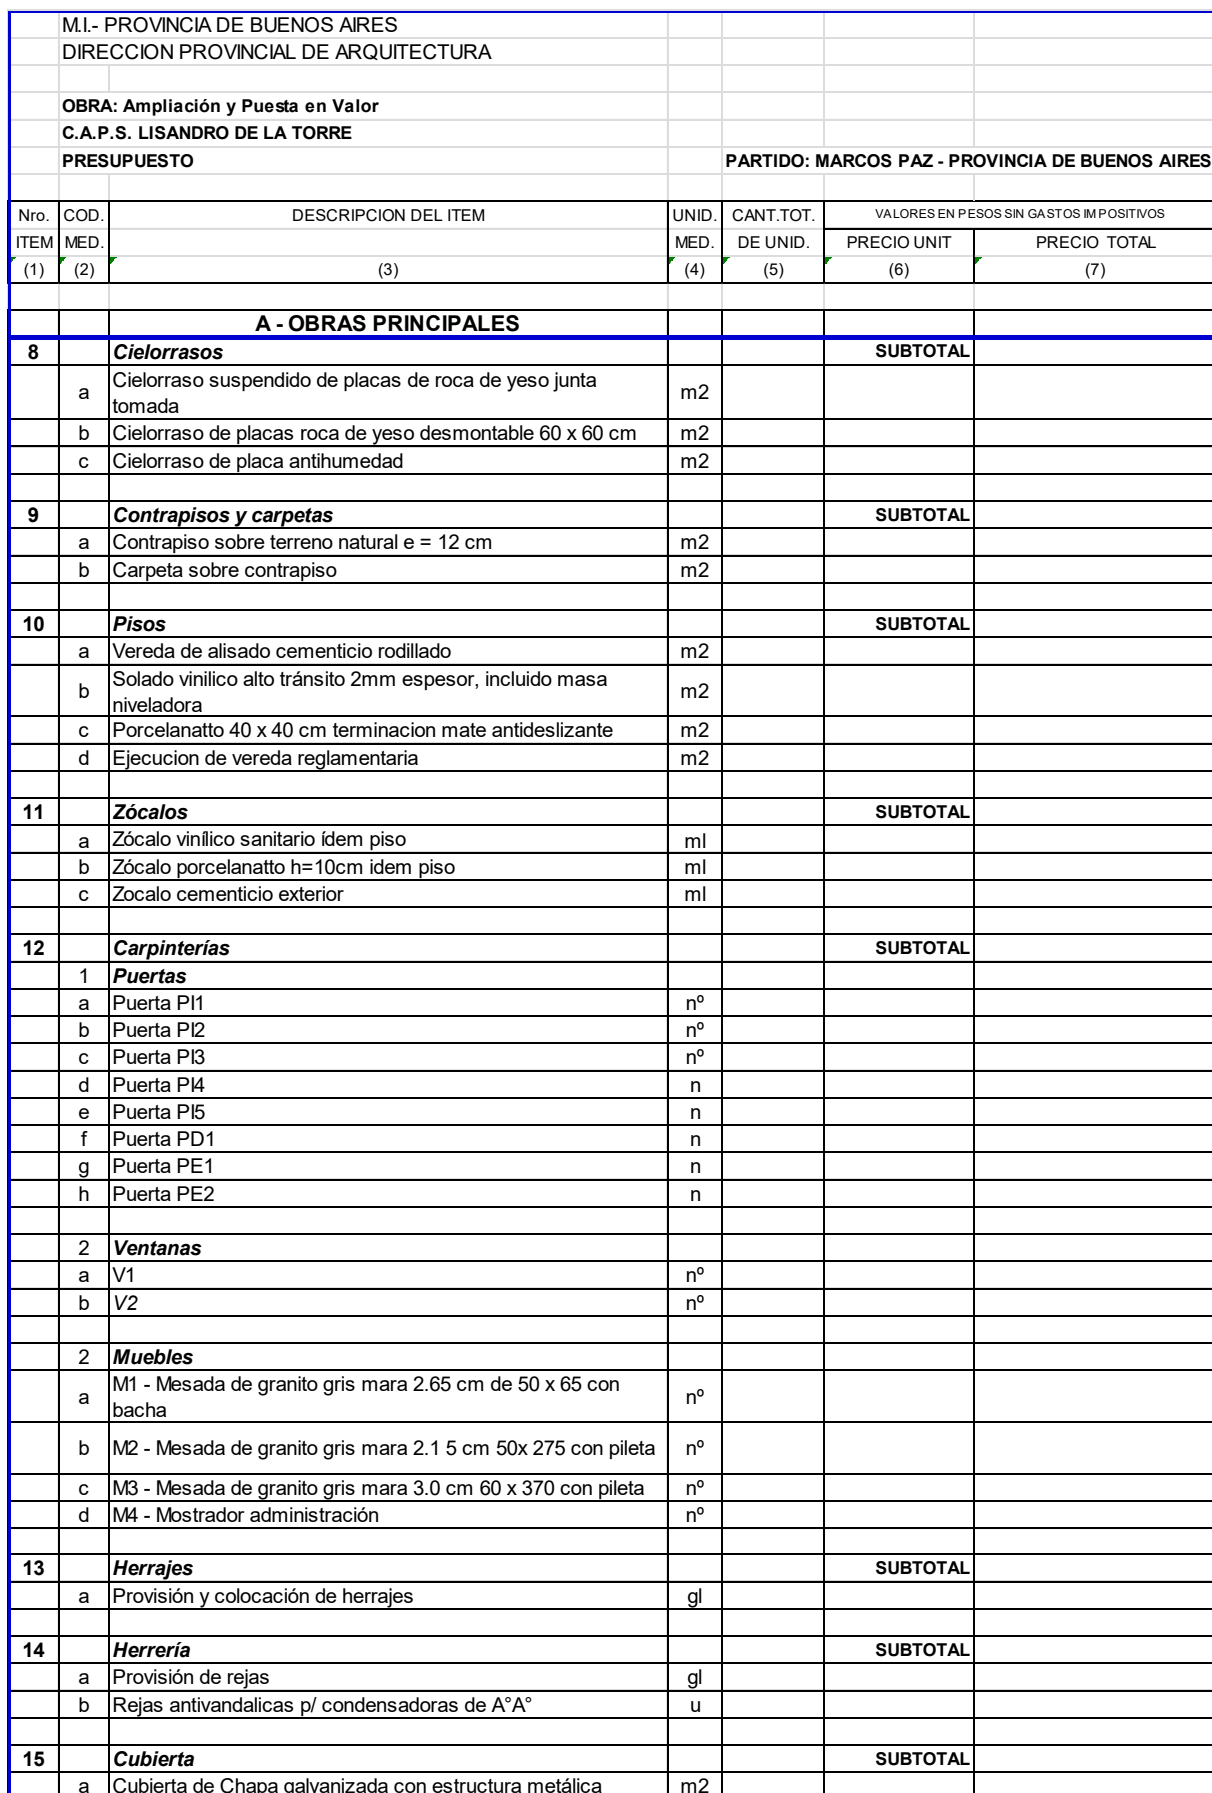 M.I.- PROVINCIA DE BUENOS AIRES
DIRECCION PROVINCIAL DE ARQUITECTURA
OBRA: Ampliación y Puesta en Valor
C.A.P.S. LISANDRO DE LA TORRE
PRESUPUESTO PARTIDO: MARCOS PAZ - PROVINCIA DE BUENOS AIRES
Nro. COD. DESCRIPCION DEL ITEM UNID. CANT.TOT. VALORES EN PESOS SIN GASTOS IMPOSITIVOS
ITEM MED. MED. DE UNID. PRECIO UNIT PRECIO TOTAL
(1) (2) (3) (4) (5) (6) (7)
A - OBRAS PRINCIPALES
8 Cielorrasos SUBTOTAL
a Cielorraso suspendido de placas de roca de yeso junta
tomada m2
b Cielorraso de placas roca de yeso desmontable 60 x 60 cm m2
c Cielorraso de placa antihumedad m2
9 Contrapisos y carpetas SUBTOTAL
a Contrapiso sobre terreno natural e = 12 cm m2
b Carpeta sobre contrapiso m2
10 Pisos SUBTOTAL
a Vereda de alisado cementicio rodillado m2
b Solado vinilico alto tránsito 2mm espesor, incluido masa
niveladora m2
c Porcelanatto 40 x 40 cm terminacion mate antideslizante m2
d Ejecucion de vereda reglamentaria m2
11 Zócalos SUBTOTAL
a Zócalo vinílico sanitario ídem piso ml
b Zócalo porcelanatto h=10cm idem piso ml
c Zocalo cementicio exterior ml
12 Carpinterías SUBTOTAL
1 Puertas
a Puerta PI1 nº
b Puerta PI2 nº
c Puerta PI3 nº
d Puerta PI4 n
e Puerta PI5 n
f Puerta PD1 n
g Puerta PE1 n
h Puerta PE2 n
2 Ventanas
a V1 nº
b V2 nº
2 Muebles
a M1 - Mesada de granito gris mara 2.65 cm de 50 x 65 con
bacha nº
b M2 - Mesada de granito gris mara 2.1 5 cm 50x 275 con pileta nº
c M3 - Mesada de granito gris mara 3.0 cm 60 x 370 con pileta nº
d M4 - Mostrador administración nº
13 Herrajes SUBTOTAL
a Provisión y colocación de herrajes gl
14 Herrería SUBTOTAL
a Provisión de rejas gl
b Rejas antivandalicas p/ condensadoras de A°A° u
15 Cubierta SUBTOTAL
a Cubierta de Chapa galvanizada con estructura metálica m2